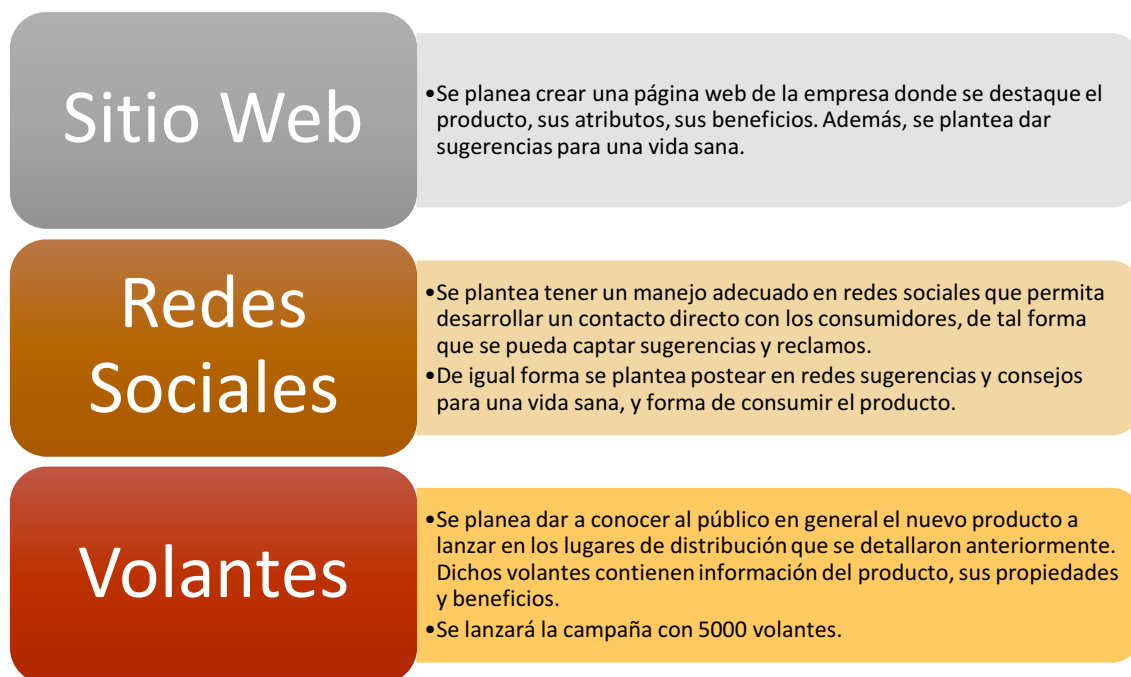 Sitio Web
•Se planea crear una página web de la empresa donde se destaque el
producto, sus atributos, sus beneficios. Además, se plantea dar
sugerencias para una vida sana.
Redes
Sociales
•Se plantea tener un manejo adecuado en redes sociales que permita
desarrollar un contacto directo con los consumidores, de tal forma
que se pueda captar sugerencias y reclamos.
•De igual forma se plantea postear en redes sugerencias y consejos
para una vida sana, y forma de consumir el producto.
Volantes
•Se planea dar a conocer al público en general el nuevo producto a
lanzar en los lugares de distribución que se detallaron anteriormente.
Dichos volantes contienen información del producto, sus propiedades
y beneficios.
•Se lanzará la campaña con 5000 volantes.